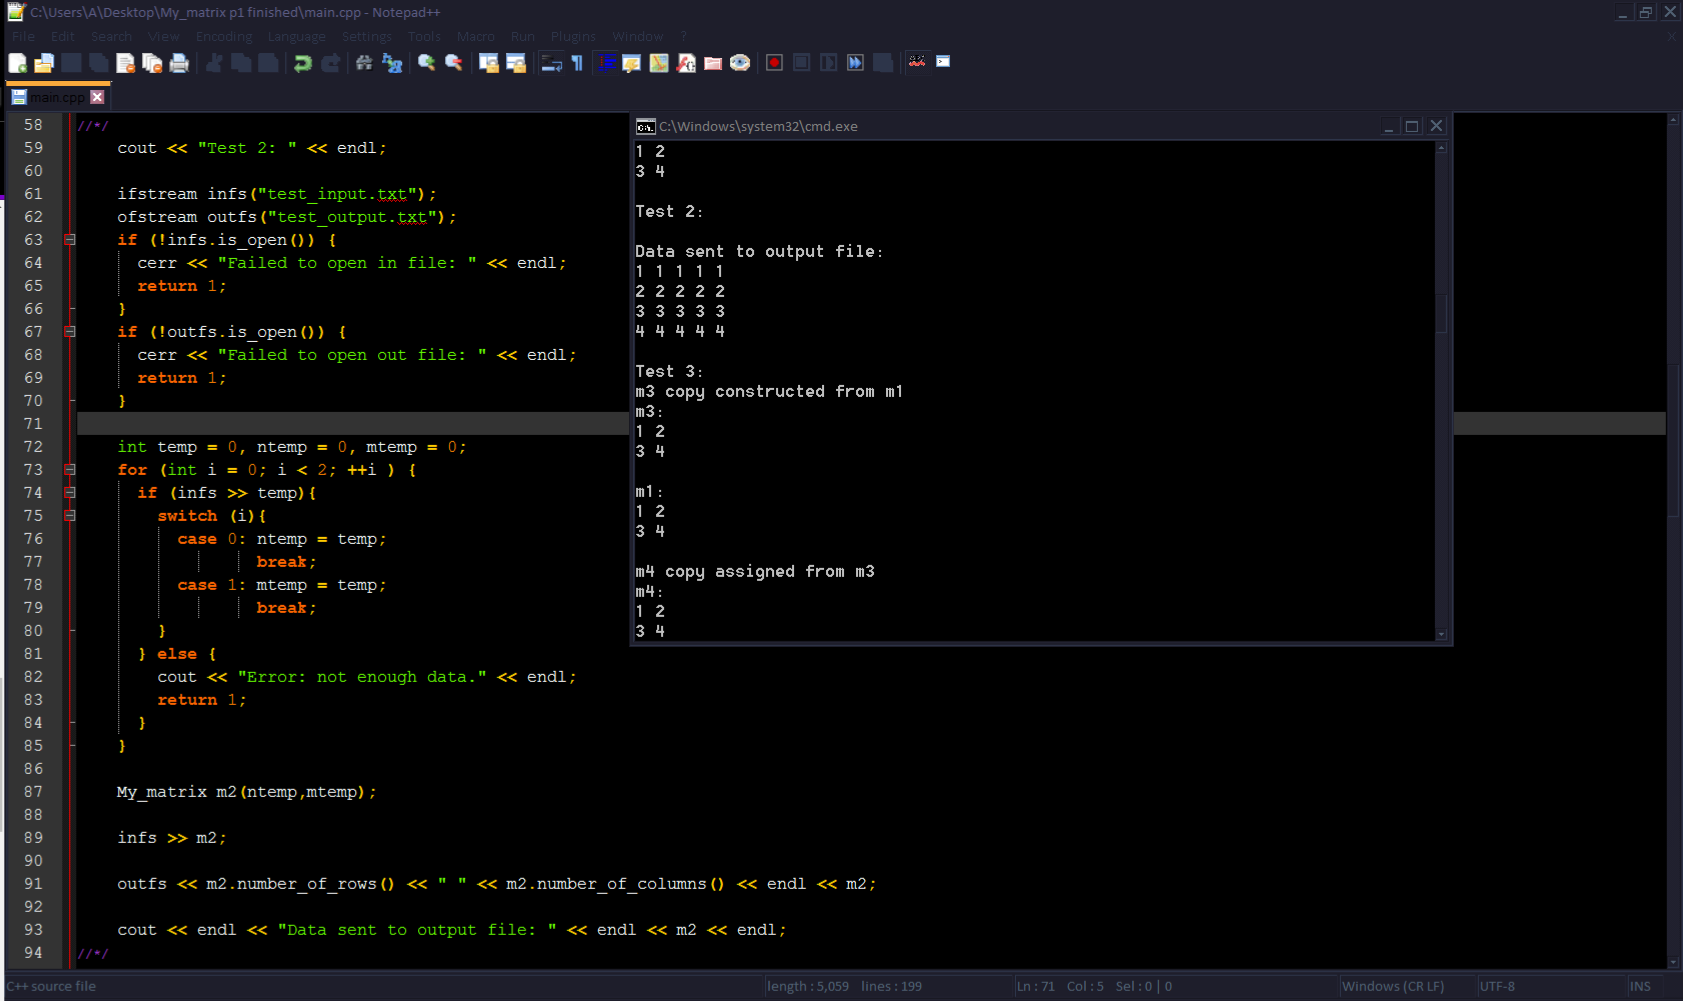 C:\Users\A\Desktop\My_matrix p1 finished\main.cpp - Notepad++
File Edit Search View Encoding Language Settings Tools Macro Run Plugins Window ?
main.cpp
58 //*/
59 cout << "Test 2: " << endl;
60
61 ifstream infs("test_input.txt");
62 ofstream outfs("test_output.txt");
63 if (!infs.is_open()) {
64 cerr << "Failed to open in file: " << endl;
65 return 1;
66 }
67 if (!outfs.is_open()) {
68 cerr << "Failed to open out file: " << endl;
69 return 1;
70 }
71
72 int temp = 0, ntemp = 0, mtemp = 0;
73 for (int i = 0; i < 2; ++i ) {
74 if (infs >> temp){
75 switch (i){
76 case 0: ntemp = temp;
77 break;
78 case 1: mtemp = temp;
79 break;
80 }
81 } else {
82 cout << "Error: not enough data." << endl;
83 return 1;
84 }
85 }
86
87 My_matrix m2(ntemp,mtemp);
88
89 infs >> m2;
90
91 outfs << m2.number_of_rows() << " " << m2.number_of_columns() << endl << m2;
92
93 cout << endl << "Data sent to output file: " << endl << m2 << endl;
94 //*/
C:\Windows\system32\cmd.exe
1 2
3 4
Test 2:
Data sent to output file:
1 1 1 1 1
2 2 2 2 2
3 3 3 3 3
4 4 4 4 4
Test 3:
m3 copy constructed from m1
m3:
1 2
3 4
m1:
1 2
3 4
m4 copy assigned from m3
m4:
1 2
3 4
C++ source file length : 5,059 lines : 199 Ln : 71 Col : 5 Sel : 0 | 0 Windows (CR LF) UTF-8 INS